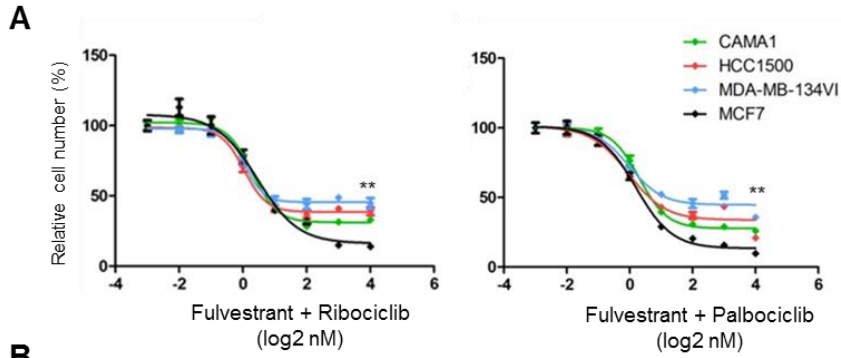 A
Relative cell number (%)
150
100
50
0
-4
-2
0
2
4
6
**
Fulvestrant + Ribociclib
(log2 nM)
150
100
50
0
-4
-2
0
2
4
6
**
Fulvestrant + Palbociclib
(log2 nM)
CAMA1
HCC1500
MDA-MB-134VI
MCF7
B